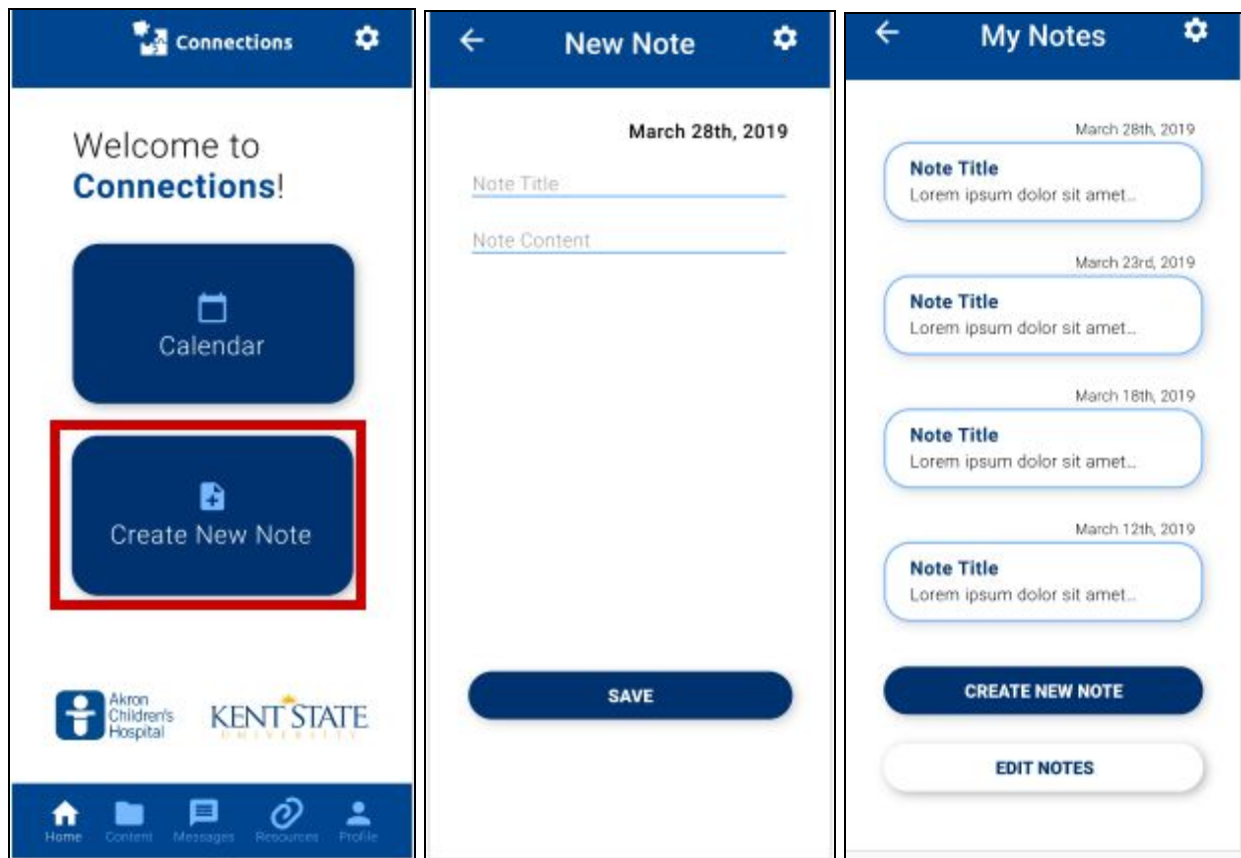 Connections
Welcome to
Connections!
Calendar
Create New Note
Akron
Children's
Hospital
KENT STATE
UNIVERSITY
Home Content Messages Resources Profile
New Note
March 28th, 2019
Note Title
Note Content
SAVE
My Notes
March 28th, 2019
Note Title
Lorem ipsum dolor sit amet...
March 23rd, 2019
Note Title
Lorem ipsum dolor sit amet...
March 18th, 2019
Note Title
Lorem ipsum dolor sit amet...
March 12th, 2019
Note Title
Lorem ipsum dolor sit amet...
CREATE NEW NOTE
EDIT NOTES